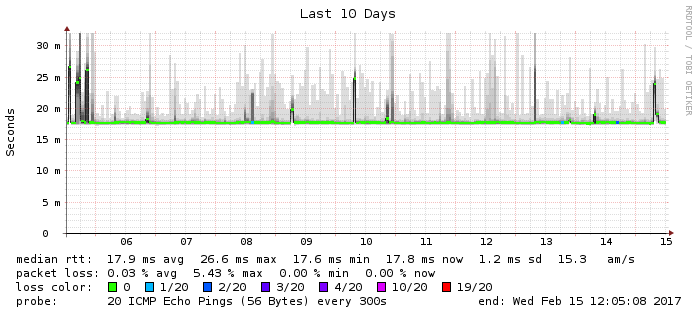 Last 10 Days
RRDTOOL / TOBI OETIKER
Seconds
30 m
25 m
20 m
15 m
10 m
5 m
0
06 07 08 09 10 11 12 13 14 15
median rtt: 17.9 ms avg 26.6 ms max 17.6 ms min 17.8 ms now 1.2 ms sd 15.3 am/s
packet loss: 0.03 % avg 5.43 % max 0.00 % min 0.00 % now
loss color: 0 1/20 2/20 3/20 4/20 10/20 19/20
probe: 20 ICMP Echo Pings (56 Bytes) every 300s end: Wed Feb 15 12:05:08 2017